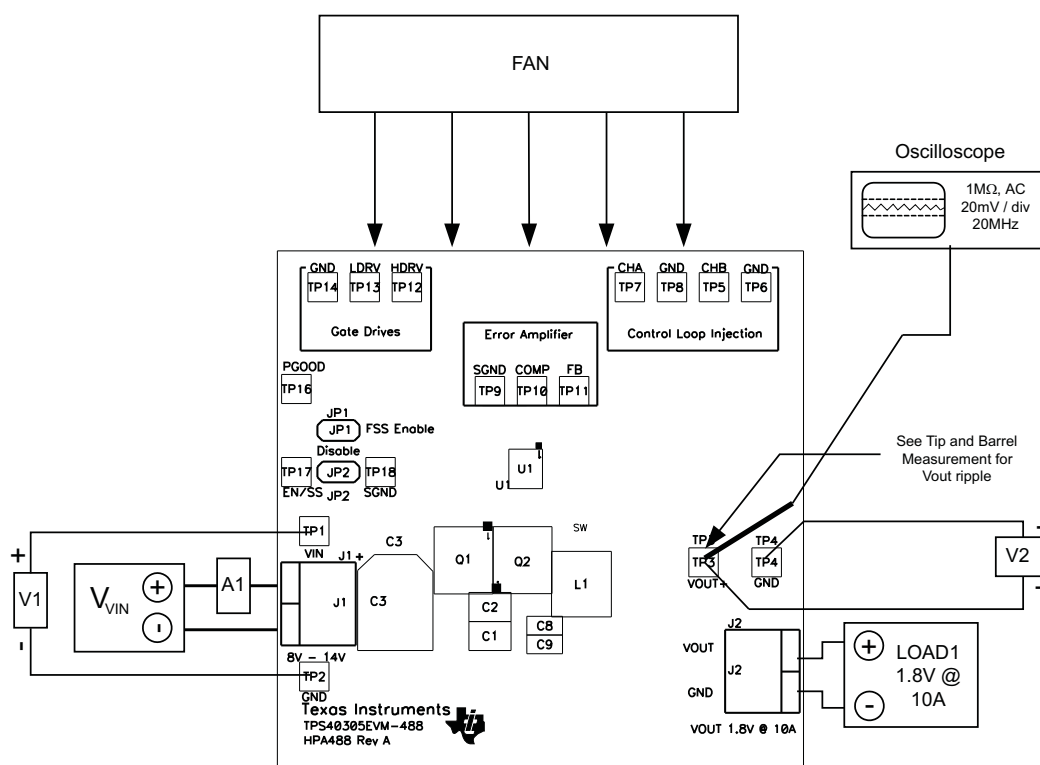 FAN
Oscilloscope
1MΩ, AC
20mV / div
20MHz
GND LDRV HDRV
TP14 TP13 TP12
Gate Drives
CHA GND CHB GND
TP7 TP8 TP5 TP6
Control Loop Injection
Error Amplifier
SGND COMP FB
TP9 TP10 TP11
PGOOD
TP16
JP1
JP1 FSS Enable
Disable
TP17 JP2 TP18
EN/SS JP2 SGND
U1
U1
See Tip and Barrel
Measurement for
Vout ripple
TP1
VIN
J1 +
C3
C3
Q1
Q2
SW
L1
C2
C1
C8
C9
TP3
VOUT+
TP4
TP4
GND
+
V2
-
+
V1
-
VVIN
+
-
A1
J1
8V - 14V
TP2
GND
J2
VOUT
J2
GND
VOUT 1.8V @ 10A
+
-
LOAD1
1.8V @
10A
Texas Instruments
TPS40305EVM-488
HPA488 Rev A